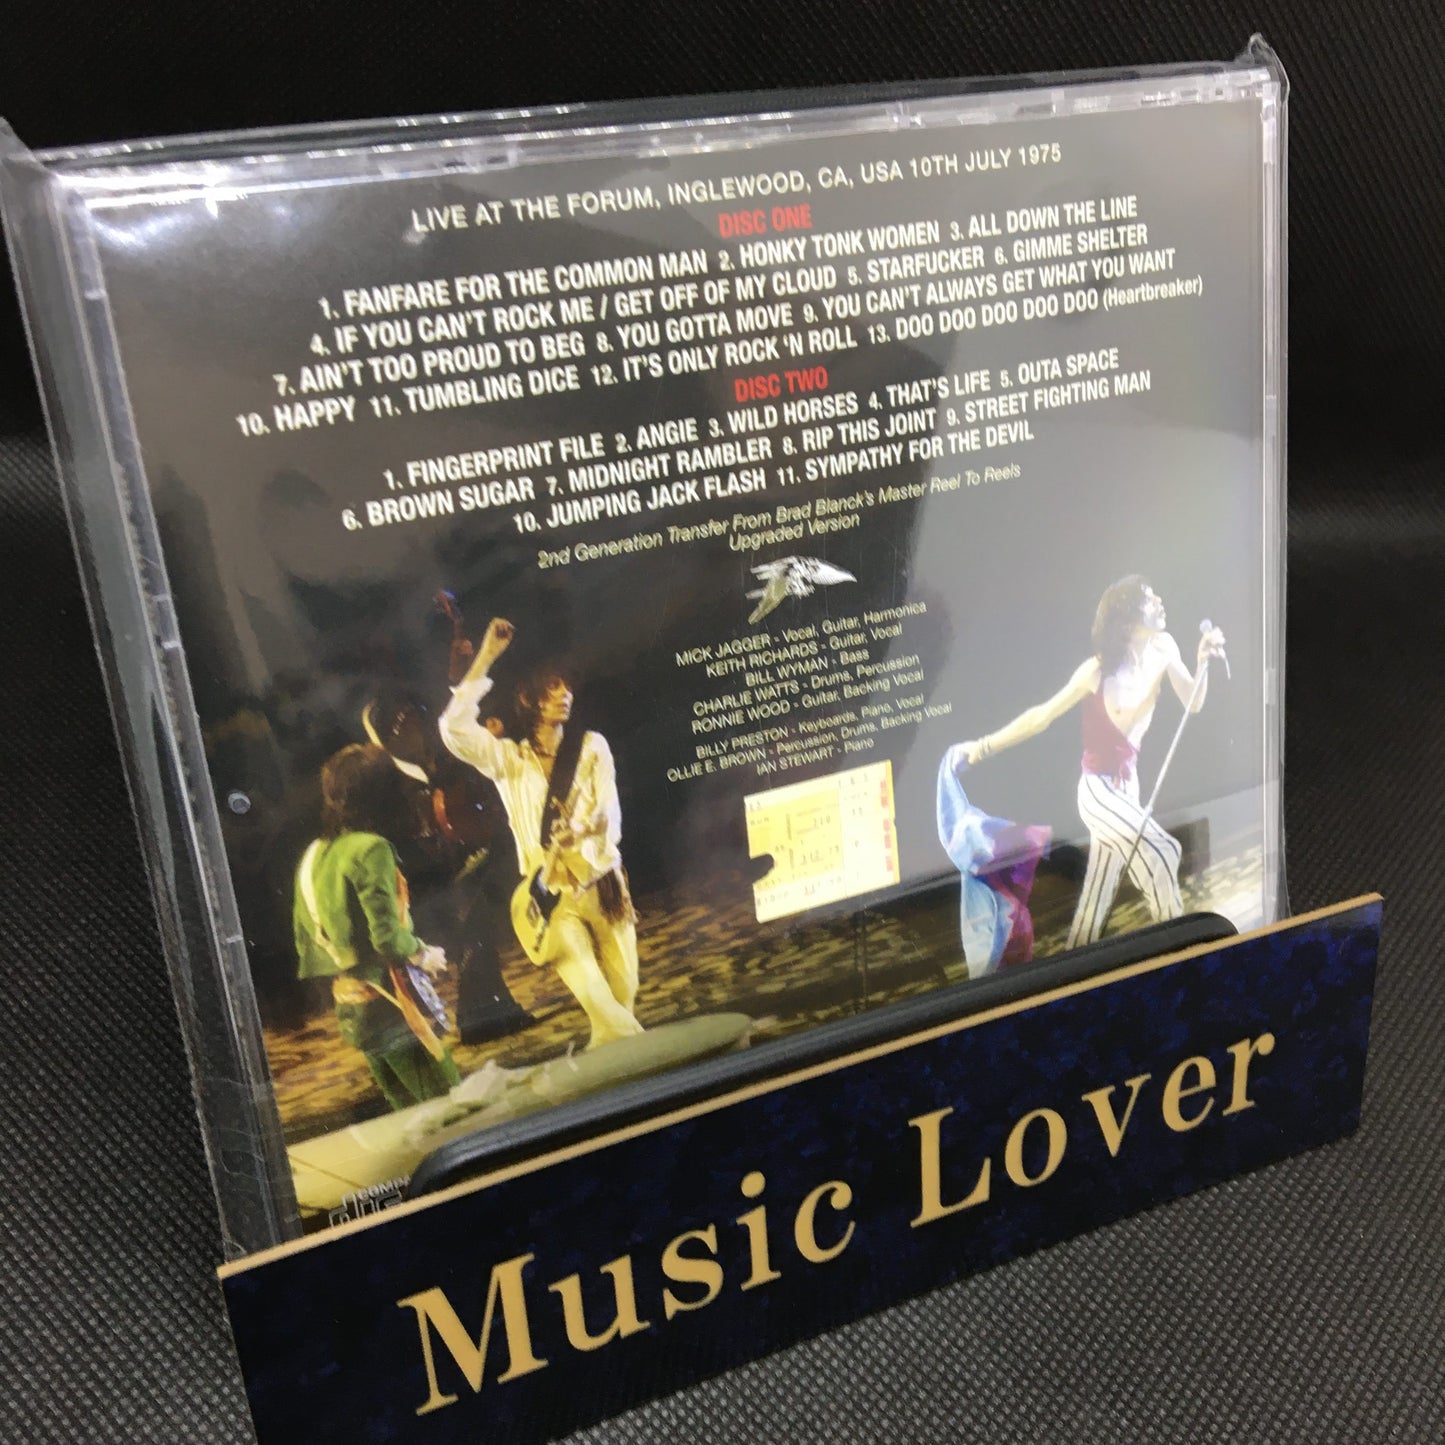 LIVE AT THE FORUM, INGLEWOOD, CA, USA 10TH JULY 1975
DISC ONE
1. FANFARE FOR THE COMMON MAN 2. HONKY TONK WOMEN 3. ALL DOWN THE LINE
4. IF YOU CAN'T ROCK ME / GET OFF OF MY CLOUD 5. STARFUCKER 6. GIMME SHELTER
7. AIN'T TOO PROUD TO BEG 8. YOU GOTTA MOVE 9. YOU CAN'T ALWAYS GET WHAT YOU WANT
10. HAPPY 11. TUMBLING DICE 12. IT'S ONLY ROCK 'N ROLL 13. DOO DOO DOO DOO DOO (Heartbreaker)
DISC TWO
1. FINGERPRINT FILE 2. ANGIE 3. WILD HORSES 4. THAT'S LIFE 5. OUTA SPACE
6. BROWN SUGAR 7. MIDNIGHT RAMBLER 8. RIP THIS JOINT 9. STREET FIGHTING MAN
10. JUMPING JACK FLASH 11. SYMPATHY FOR THE DEVIL
2nd Generation Transfer From Brad Blanck's Master Reel To Reels
Upgraded Version
MICK JAGGER - Vocal, Guitar, Harmonica
KEITH RICHARDS - Guitar, Vocal
BILL WYMAN - Bass
CHARLIE WATTS - Drums, Percussion
RONNIE WOOD - Guitar, Backing Vocal
BILLY PRESTON - Keyboards, Piano, Vocal
OLLIE E. BROWN - Percussion, Drums, Backing Vocal
IAN STEWART - Piano
Music Lover